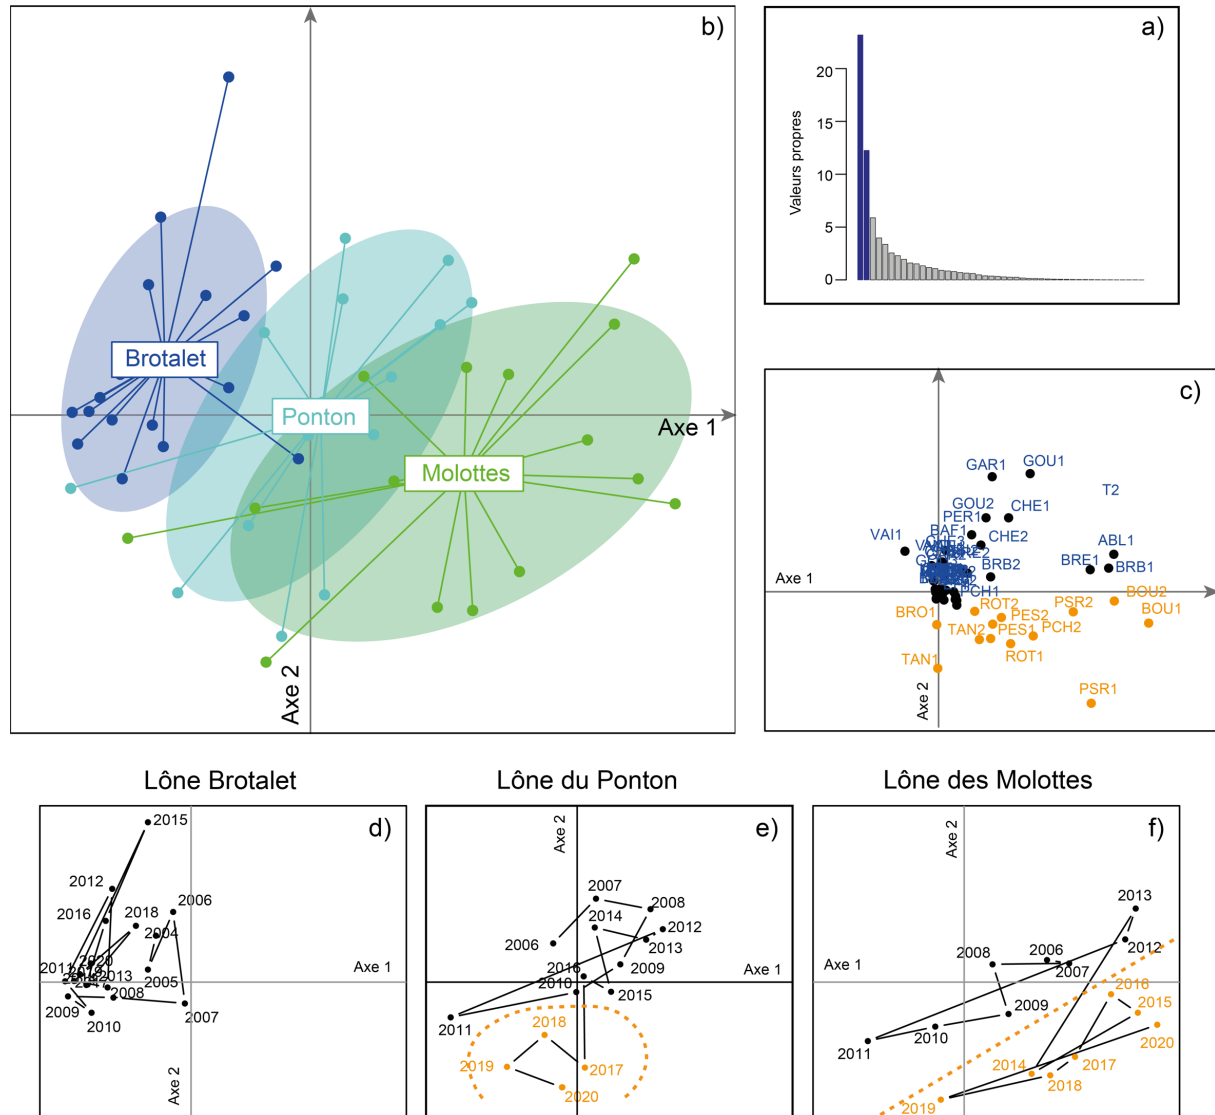 b)
Brotalet
Ponton
Molottes
Axe 1
Axe 2
a)
Valeurs propres
20
15
10
5
0
c)
GAR1
GOU1
T2
GOU2
CHE1
PER1
BAF1
CHE2
VAI1
ABL1
BRE1
BRB1
BRB2
PCH1
Axe 1
BRO1
ROT2
PES2
PSR2
BOU2
BOU1
TAN2
PES1
PCH2
TAN1
ROT1
PSR1
Axe 2
Lône Brotalet
d)
2015
2012
2016
2018
2006
2004
2020
2011
2013
2005
2008
2009
2010
2007
Axe 1
Axe 2
Lône du Ponton
e)
Axe 2
2007
2008
2014
2012
2006
2013
2016
2009
2010
2015
2011
2018
2019
2017
2020
Axe 1
Lône des Molottes
f)
Axe 2
2013
2006
2012
2008
2007
Axe 1
2016
2009
2015
2010
2011
2020
2014
2017
2018
2019